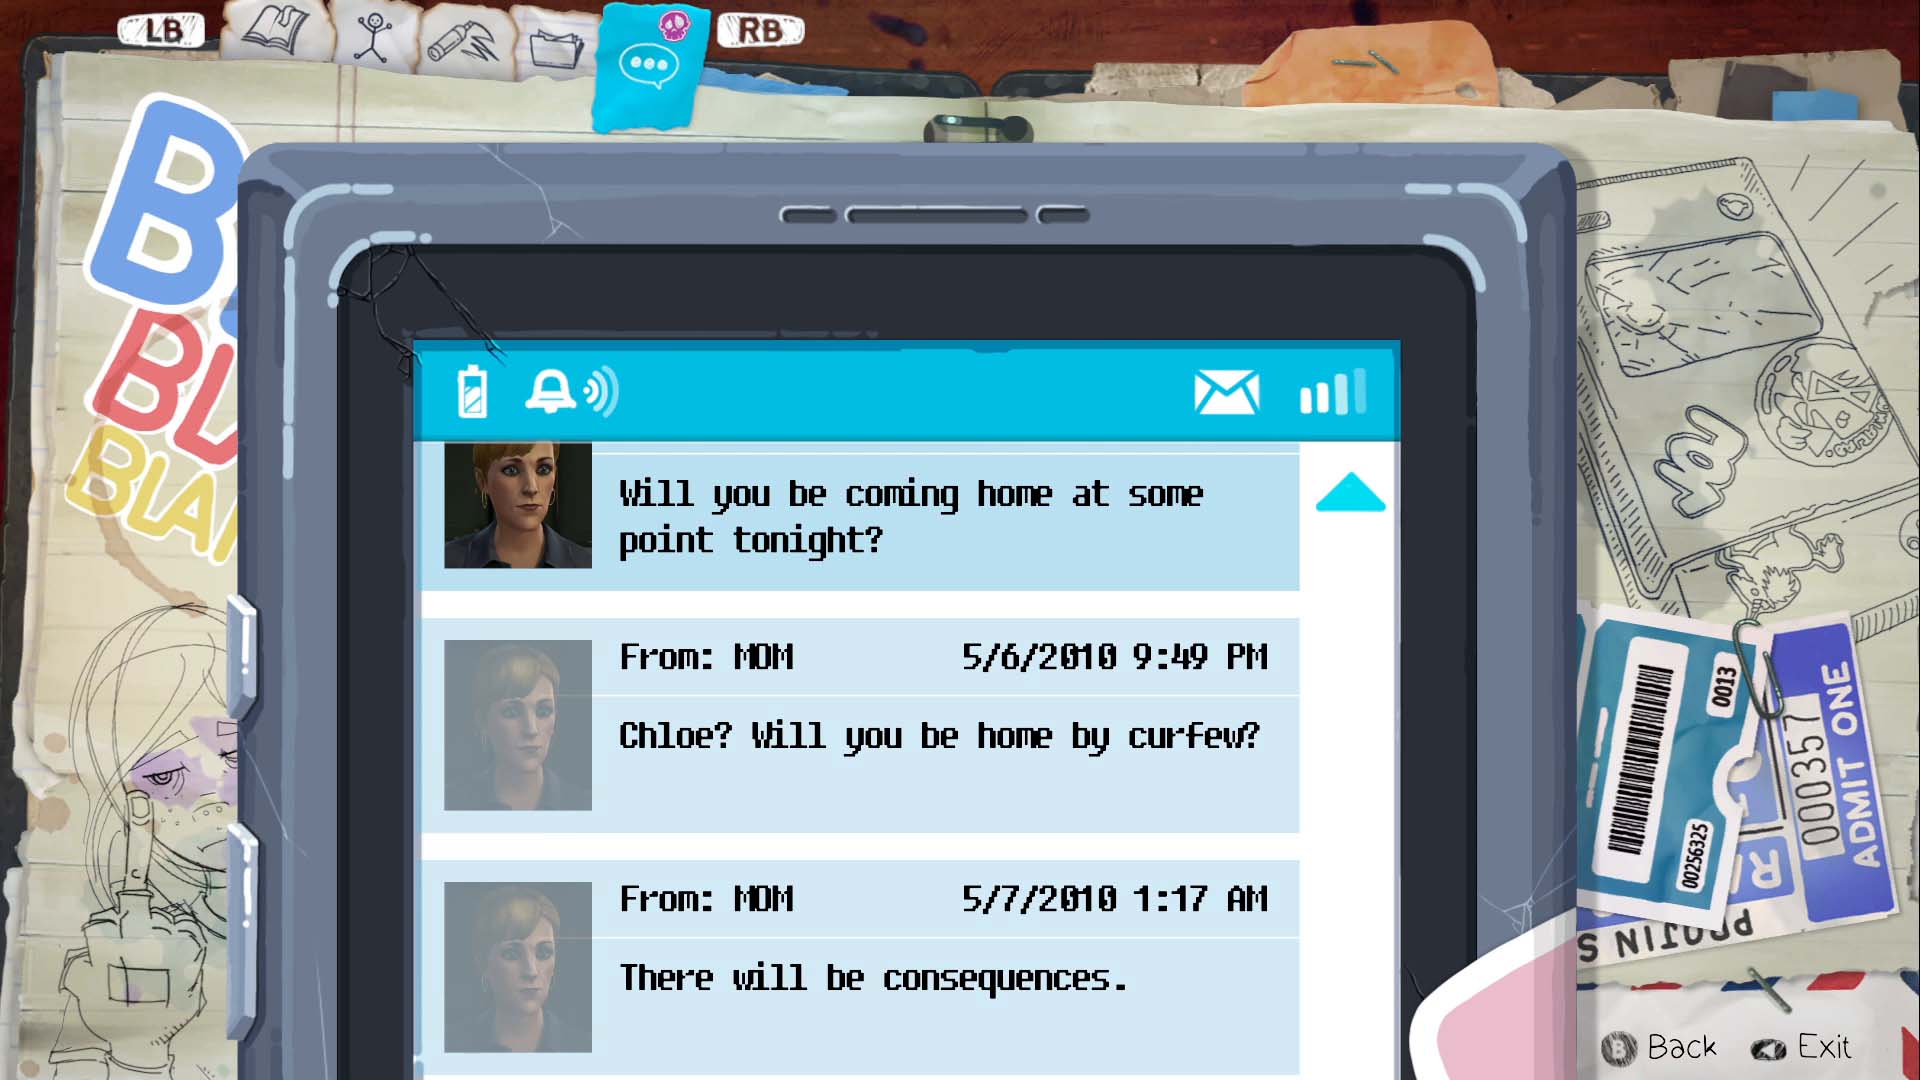 LB
RB
Will you be coming home at some
point tonight?
From: MOM 5/6/2010 9:49 PM
Chloe? Will you be home by curfew?
From: MOM 5/7/2010 1:17 AM
There will be consequences.
0013
00256325
000357
ADMIT ONE
B Back
Exit